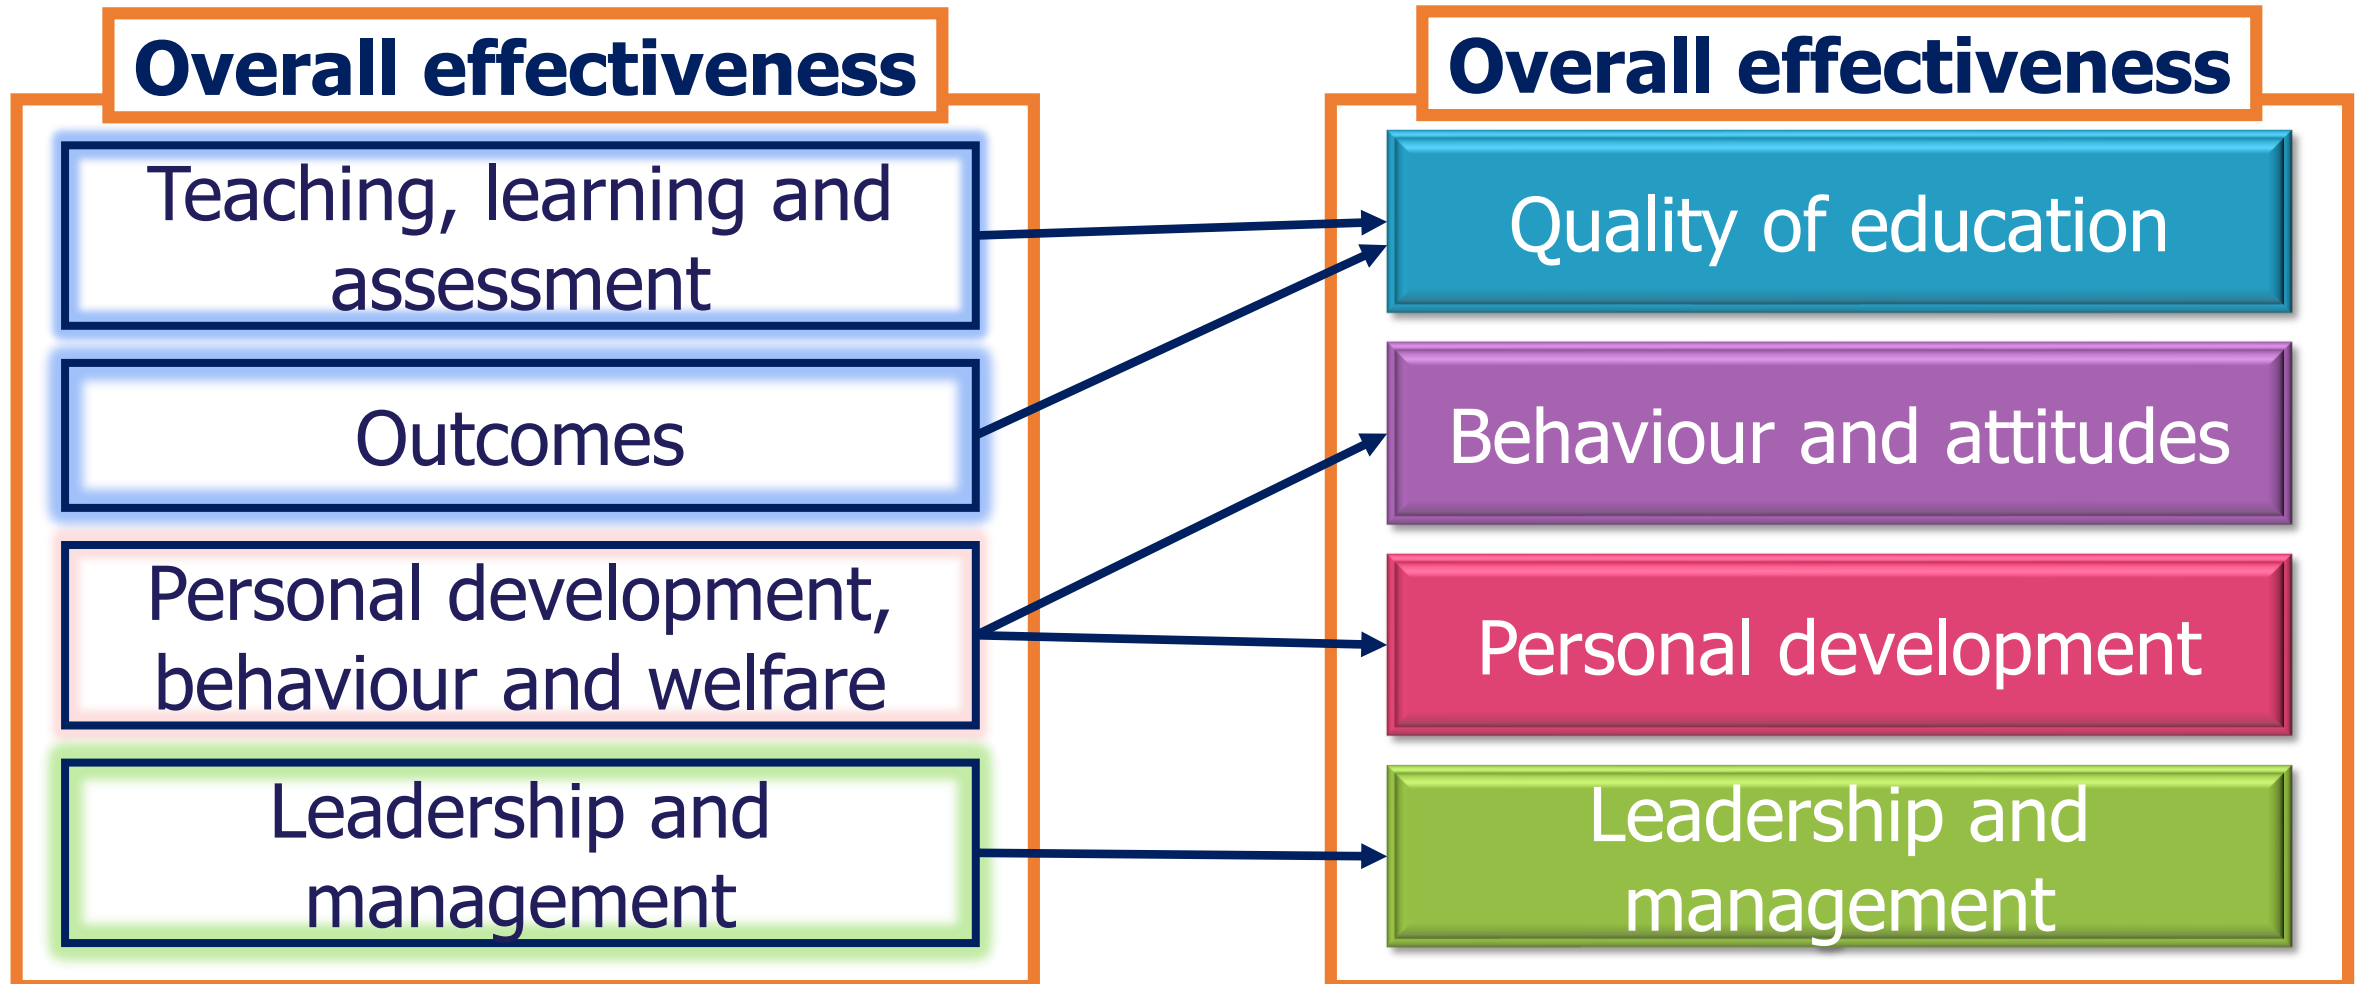 Overall effectiveness
Teaching, learning and
assessment
Outcomes
Personal development,
behaviour and welfare
Leadership and
management
Overall effectiveness
Quality of education
Behaviour and attitudes
Personal development
Leadership and
management